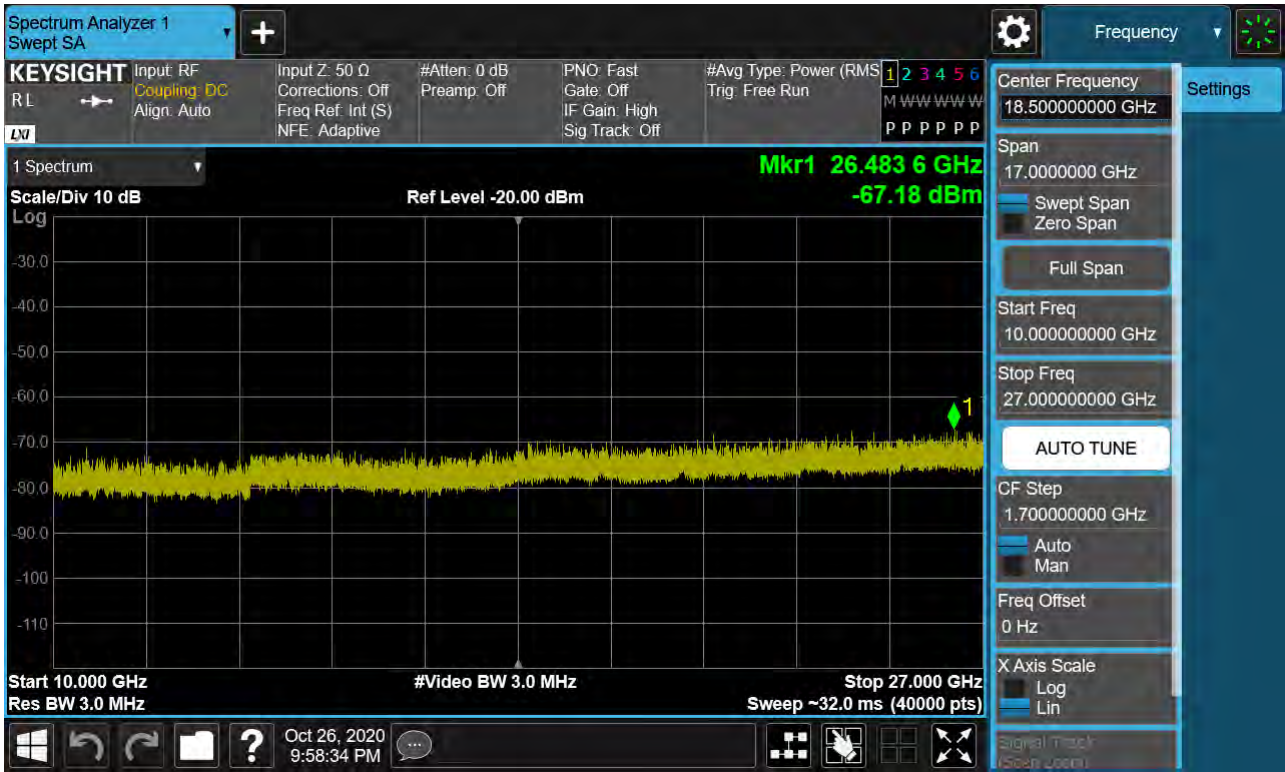 Spectrum Analyzer 1
Swept SA
Frequency
KEYSIGHT
RL
LXI
Input: RF
Coupling: DC
Align: Auto
Input Z: 50 Ω
Corrections: Off
Freq Ref: Int (S)
NFE: Adaptive
#Atten: 0 dB
Preamp: Off
PNO: Fast
Gate: Off
IF Gain: High
Sig Track: Off
#Avg Type: Power (RMS
Trig: Free Run
1 2 3 4 5 6
M W W W W W
P P P P P P
1 Spectrum
Mkr1 26.483 6 GHz
-67.18 dBm
Scale/Div 10 dB
Ref Level -20.00 dBm
Log
-30.0
-40.0
-50.0
-60.0
-70.0
-80.0
-90.0
-100
-110
1
Start 10.000 GHz
#Video BW 3.0 MHz
Stop 27.000 GHz
Res BW 3.0 MHz
Sweep ~32.0 ms (40000 pts)
Oct 26, 2020
9:58:34 PM
Center Frequency
18.500000000 GHz
Settings
Span
17.0000000 GHz
Swept Span
Zero Span
Full Span
Start Freq
10.000000000 GHz
Stop Freq
27.000000000 GHz
AUTO TUNE
CF Step
1.700000000 GHz
Auto
Man
Freq Offset
0 Hz
X Axis Scale
Log
Lin
Signal Track
(Span Zoom)